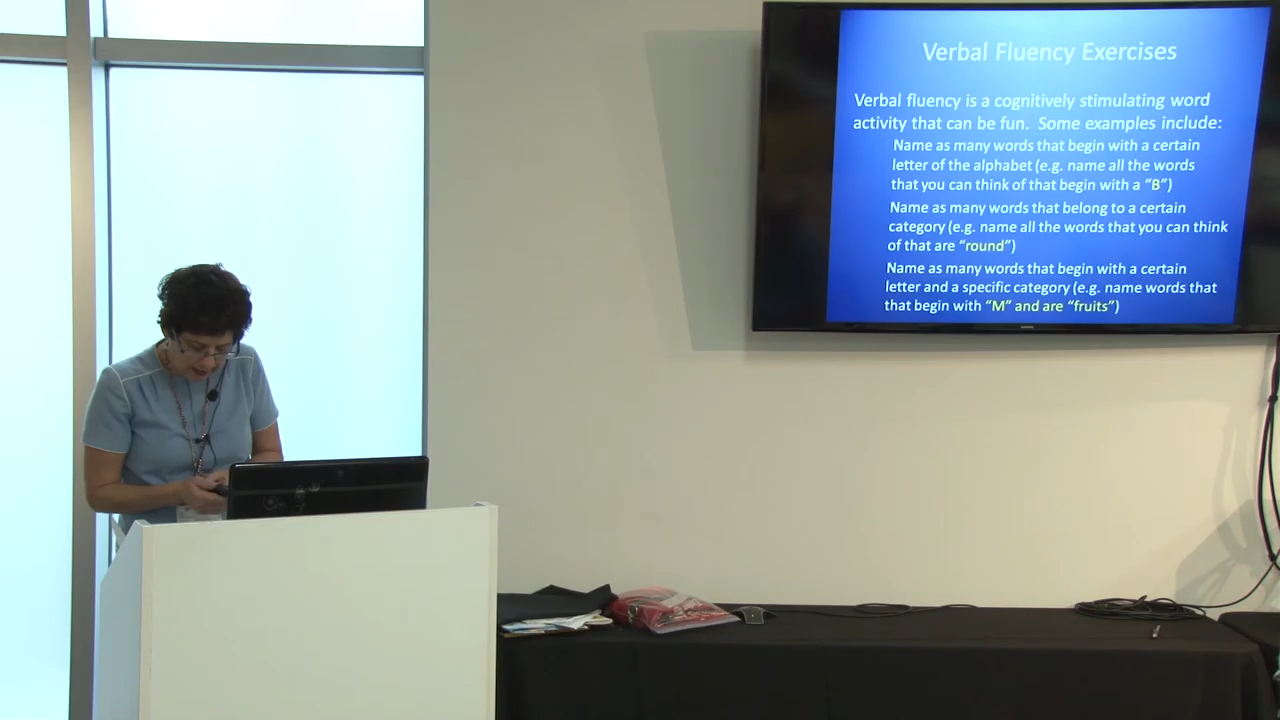 Verbal Fluency Exercises
Verbal fluency is a cognitively stimulating word
activity that can be fun. Some examples include:
Name as many words that begin with a certain
letter of the alphabet (e.g. name all the words
that you can think of that begin with a “B”)
Name as many words that belong to a certain
category (e.g. name all the words that you can think
of that are “round”)
Name as many words that begin with a certain
letter and a specific category (e.g. name words that
that begin with “M” and are “fruits”)